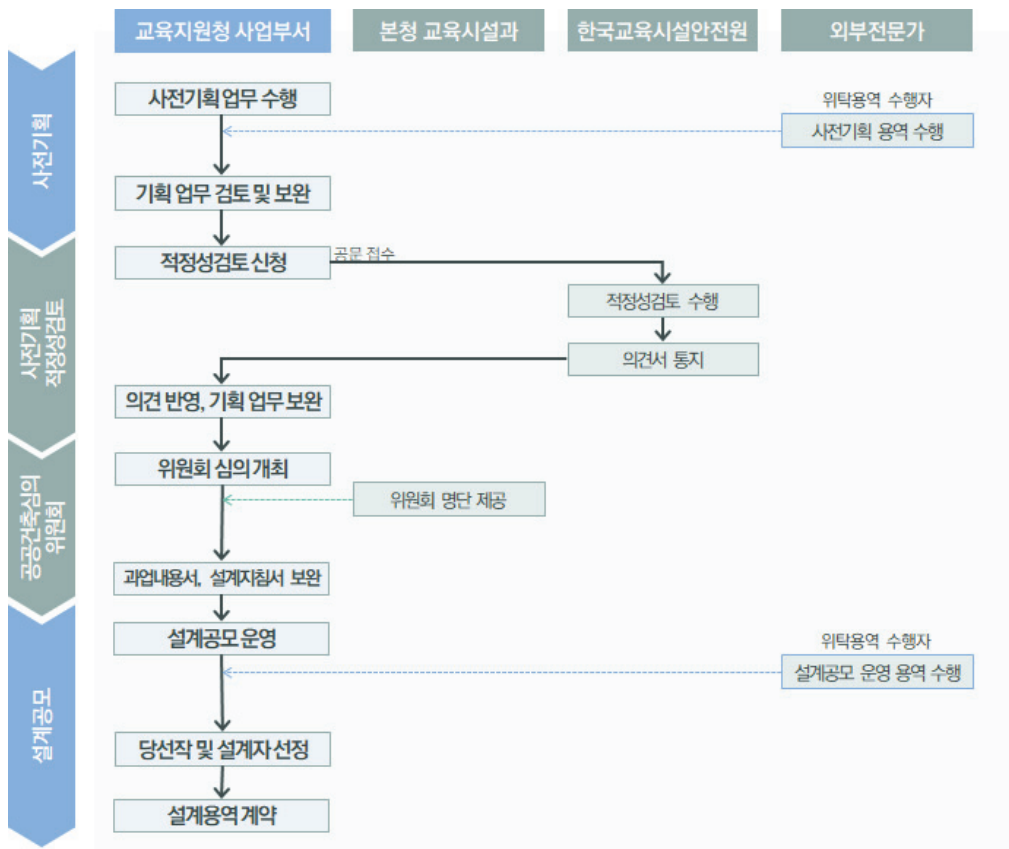 교육지원청 사업부서
본청 교육시설과
한국교육시설안전원
외부전문가
사전기획
사전기획 업무 수행
위탁용역 수행자
사전기획 용역 수행
기획 업무 검토 및 보완
사전기획
적정성검토
적정성검토 신청
공문 접수
적정성검토 수행
의견서 통지
의견 반영, 기획 업무 보완
공공건축심의
위원회
위원회 심의 개최
위원회 명단 제공
과업내용서, 설계지침서 보완
설계공모
설계공모 운영
위탁용역 수행자
설계공모 운영 용역 수행
당선작 및 설계자 선정
설계용역 계약